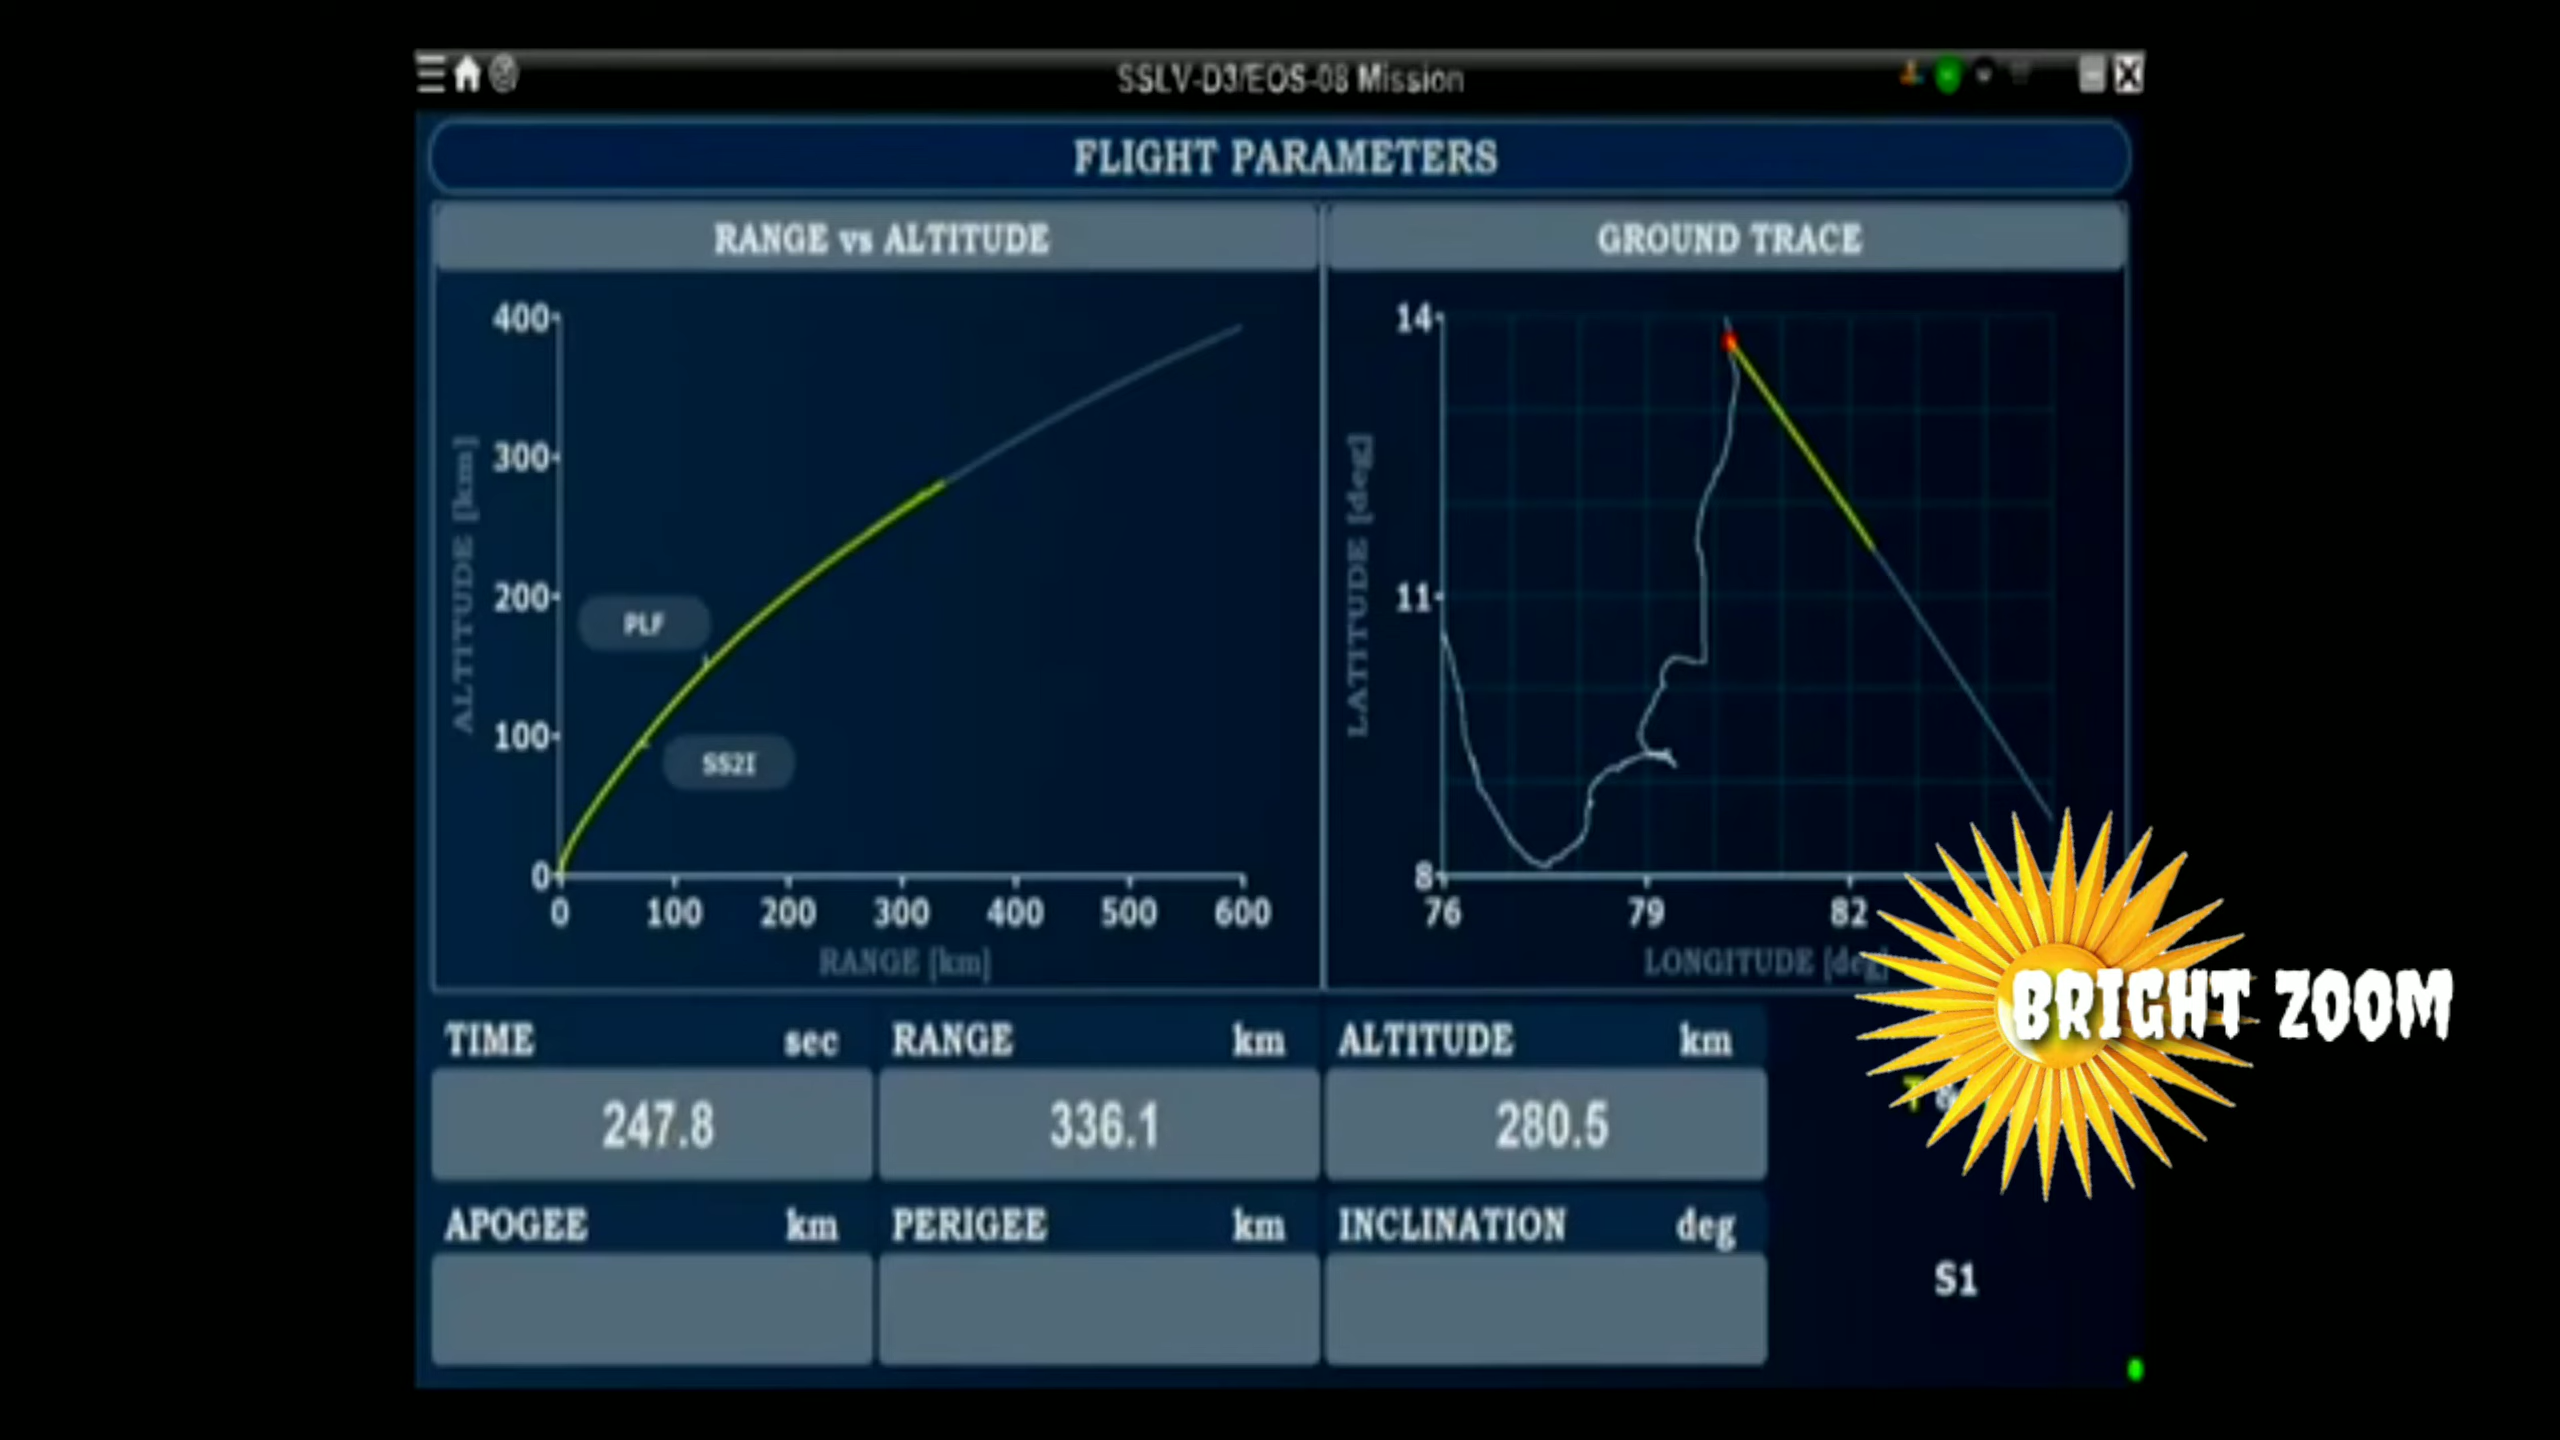 SSLV-D3/EOS-08 Mission
FLIGHT PARAMETERS
RANGE vs ALTITUDE
GROUND TRACE
ALTITUDE [km]
400
300
200
100
0
PLF
SS2I
0 100 200 300 400 500 600
RANGE [km]
LATITUDE [deg]
14
11
8
76 79 82
LONGITUDE [deg]
BRIGHT ZOOM
TIME sec
247.8
RANGE km
336.1
ALTITUDE km
280.5
APOGEE km
PERIGEE km
INCLINATION deg
S1